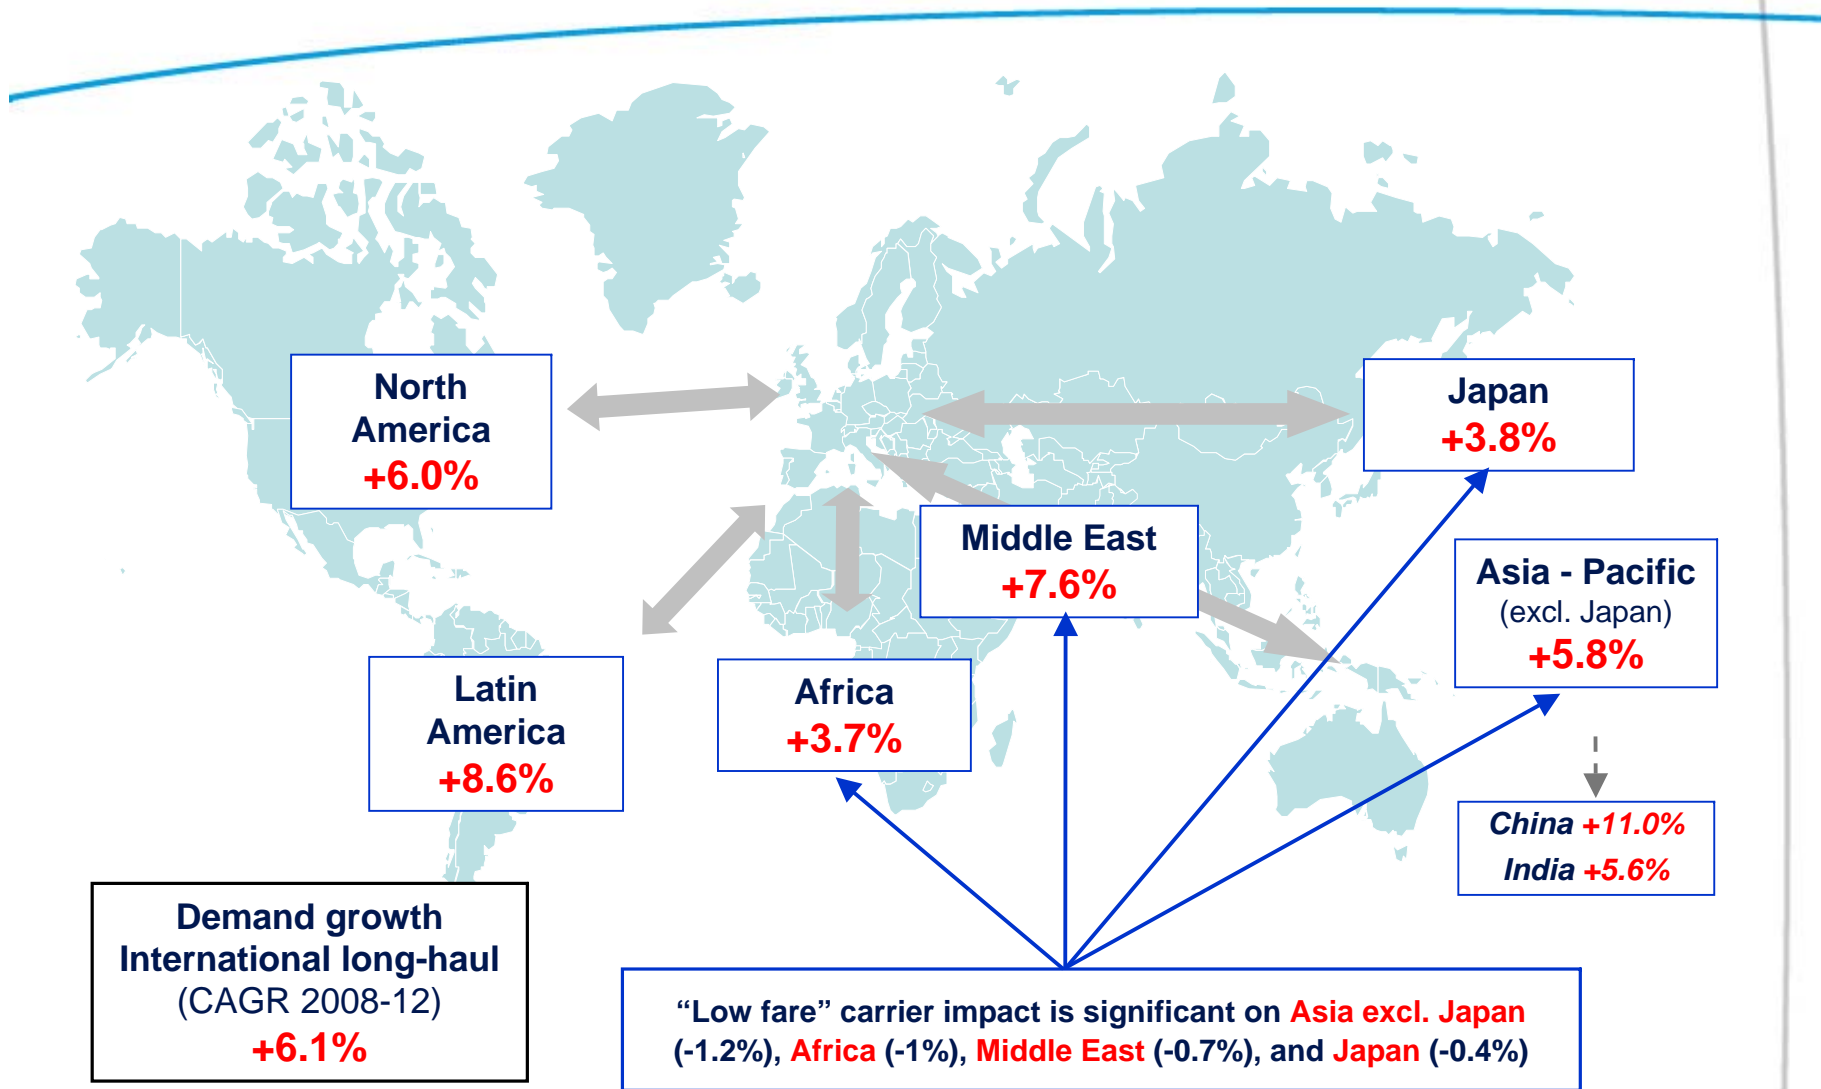 North
America
+6.0%
Japan
+3.8%
Middle East
+7.6%
Asia - Pacific
(excl. Japan)
+5.8%
Latin
America
+8.6%
Africa
+3.7%
China +11.0%
India +5.6%
Demand growth
International long-haul
(CAGR 2008-12)
+6.1%
“Low fare” carrier impact is significant on Asia excl. Japan
(-1.2%), Africa (-1%), Middle East (-0.7%), and Japan (-0.4%)